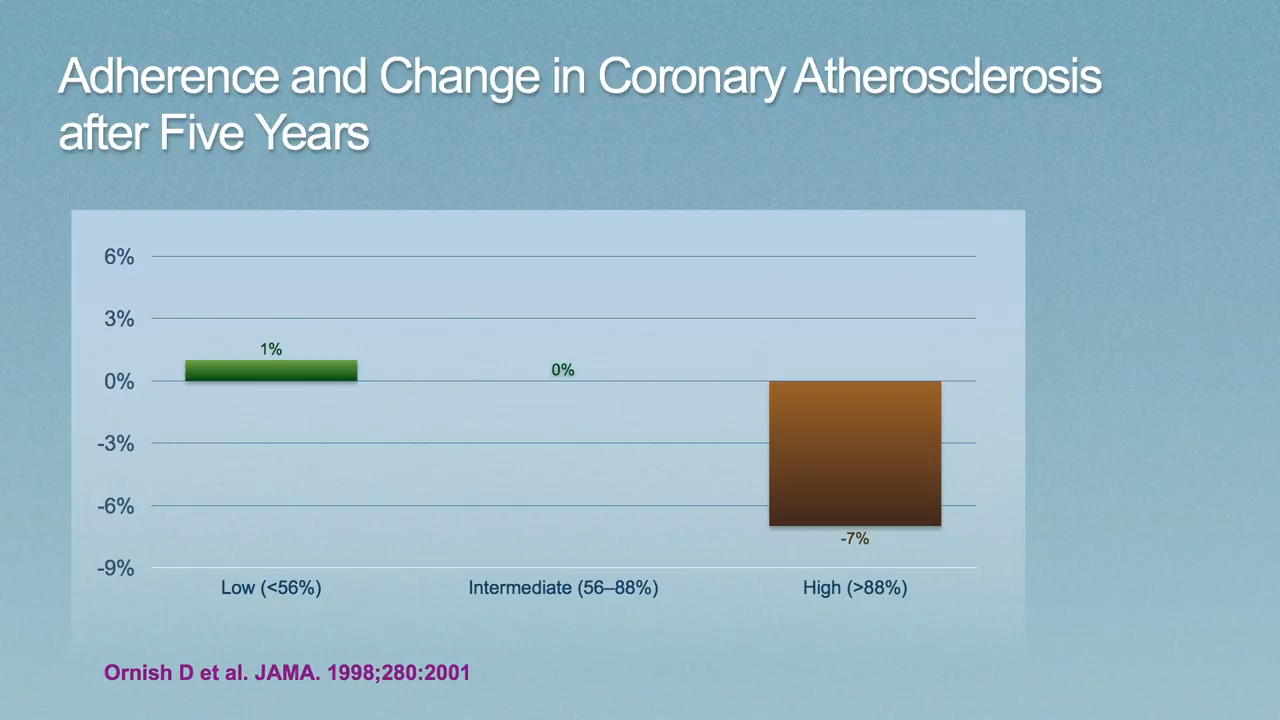 Adherence and Change in Coronary Atherosclerosis
after Five Years
6%
3%
1%
0%
0%
-3%
-6%
-7%
-9%
Low (<56%)
Intermediate (56–88%)
High (>88%)
Ornish D et al. JAMA. 1998;280:2001